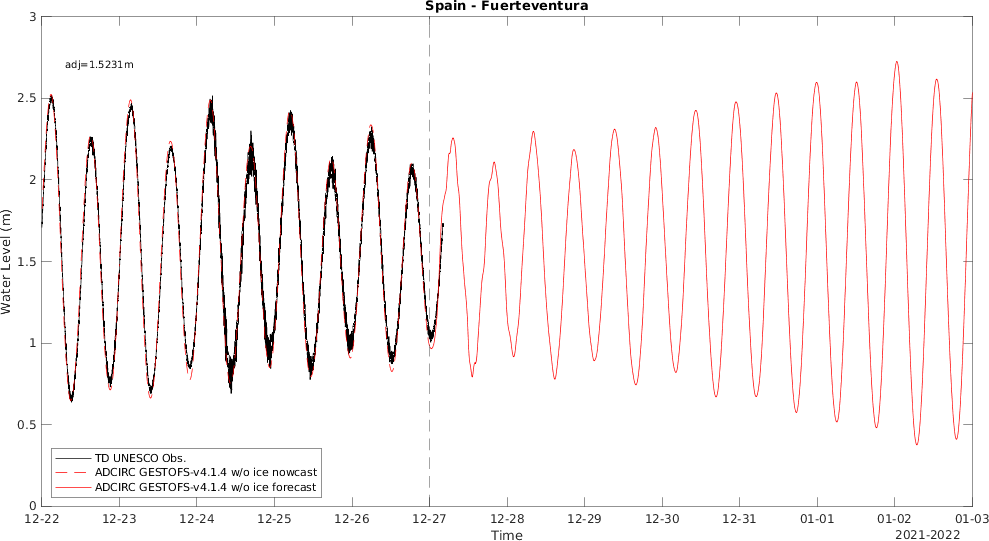 Spain - Fuerteventura
adj=1.5231m
3
2.5
2
1.5
1
0.5
0
Water Level (m)
TD UNESCO Obs.
ADCIRC GESTOFS-v4.1.4 w/o ice nowcast
ADCIRC GESTOFS-v4.1.4 w/o ice forecast
12-22 12-23 12-24 12-25 12-26 12-27 12-28 12-29 12-30 12-31 01-01 01-02 01-03
Time
2021-2022